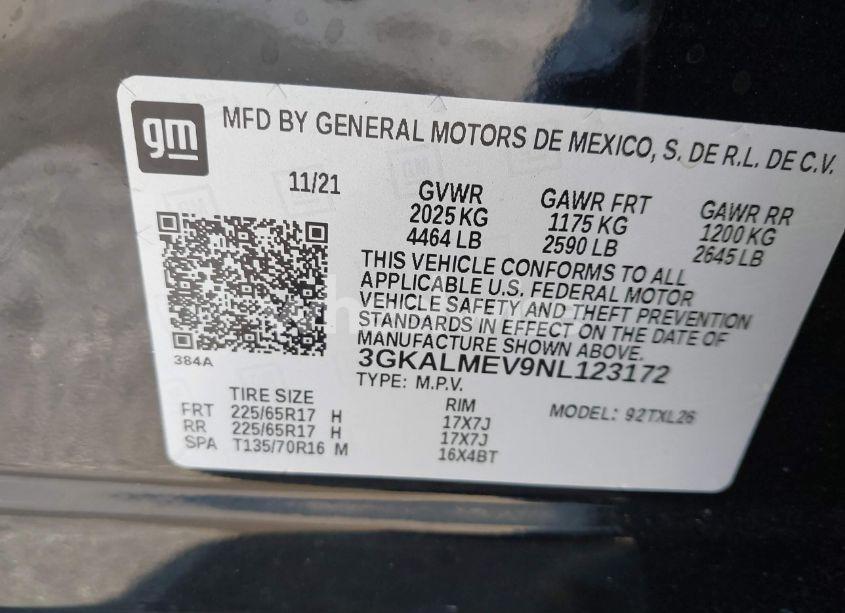 gm
MFD BY GENERAL MOTORS DE MEXICO, S. DE R.L. DE C.V.
11/21
GVWR GAWR FRT GAWR RR
2025 KG 1175 KG 1200 KG
4464 LB 2590 LB 2645 LB
THIS VEHICLE CONFORMS TO ALL
APPLICABLE U.S. FEDERAL MOTOR
VEHICLE SAFETY AND THEFT PREVENTION
STANDARDS IN EFFECT ON THE DATE OF
MANUFACTURE SHOWN ABOVE.
384A
3GKALMEV9NL123172
TYPE: M.P.V.
MODEL: 92TXL26
TIRE SIZE RIM
FRT 225/65R17 H 17X7J
RR 225/65R17 H 17X7J
SPA T135/70R16 M 16X4BT